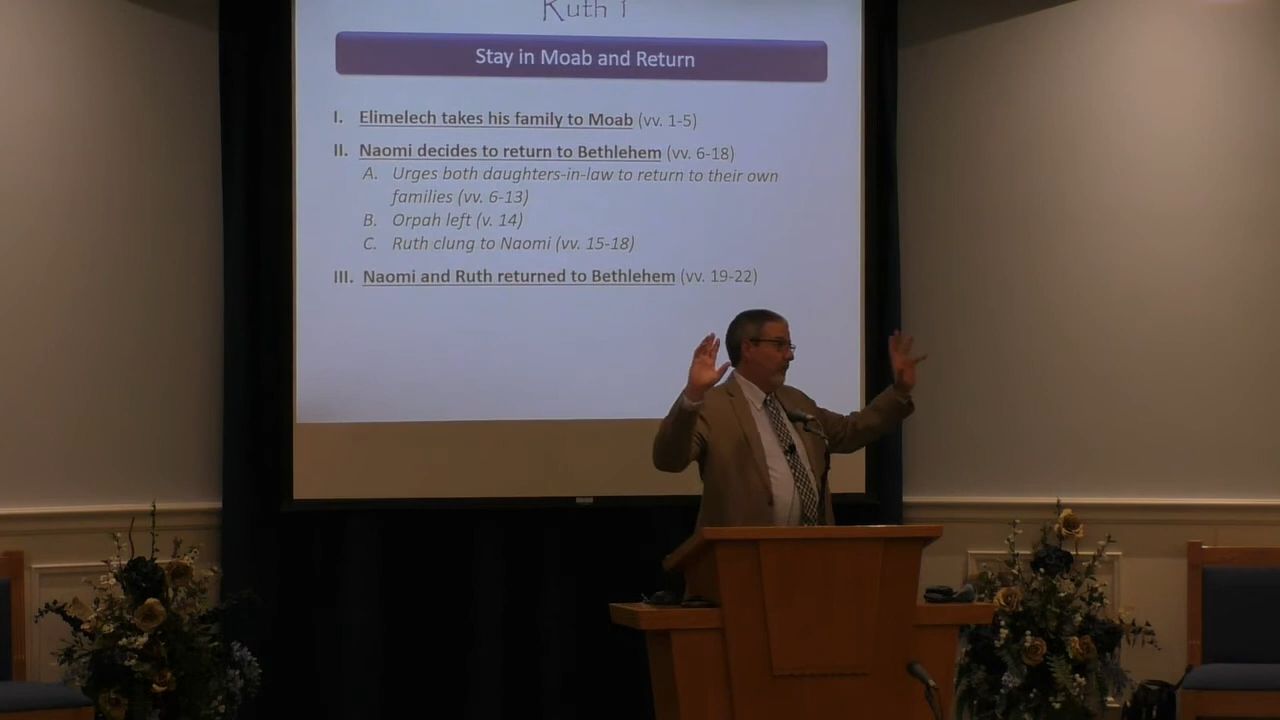 Ruth 1
Stay in Moab and Return
I. Elimelech takes his family to Moab (vv. 1-5)
II. Naomi decides to return to Bethlehem (vv. 6-18)
A. Urges both daughters-in-law to return to their own
families (vv. 6-13)
B. Orpah left (v. 14)
C. Ruth clung to Naomi (vv. 15-18)
III. Naomi and Ruth returned to Bethlehem (vv. 19-22)